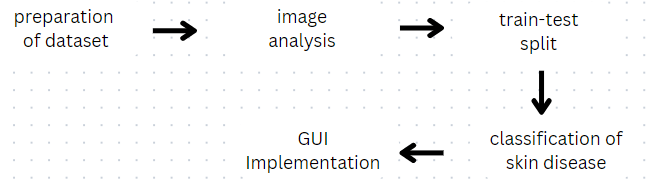 preparation
of dataset
image
analysis
train-test
split
classification of
skin disease
GUI
Implementation